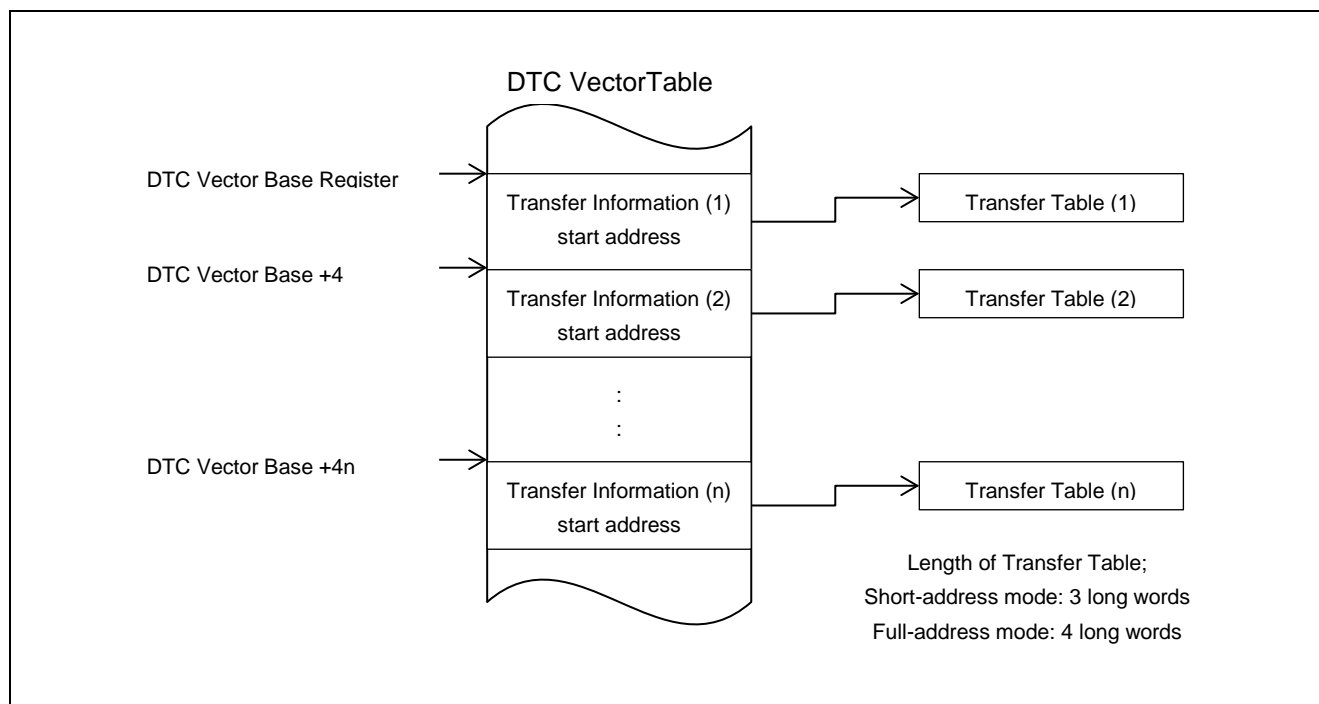 DTC VectorTable
DTC Vector Base Register
Transfer Information (1)
start address
Transfer Table (1)
DTC Vector Base +4
Transfer Information (2)
start address
Transfer Table (2)
:
:
DTC Vector Base +4n
Transfer Information (n)
start address
Transfer Table (n)
Length of Transfer Table;
Short-address mode: 3 long words
Full-address mode: 4 long words